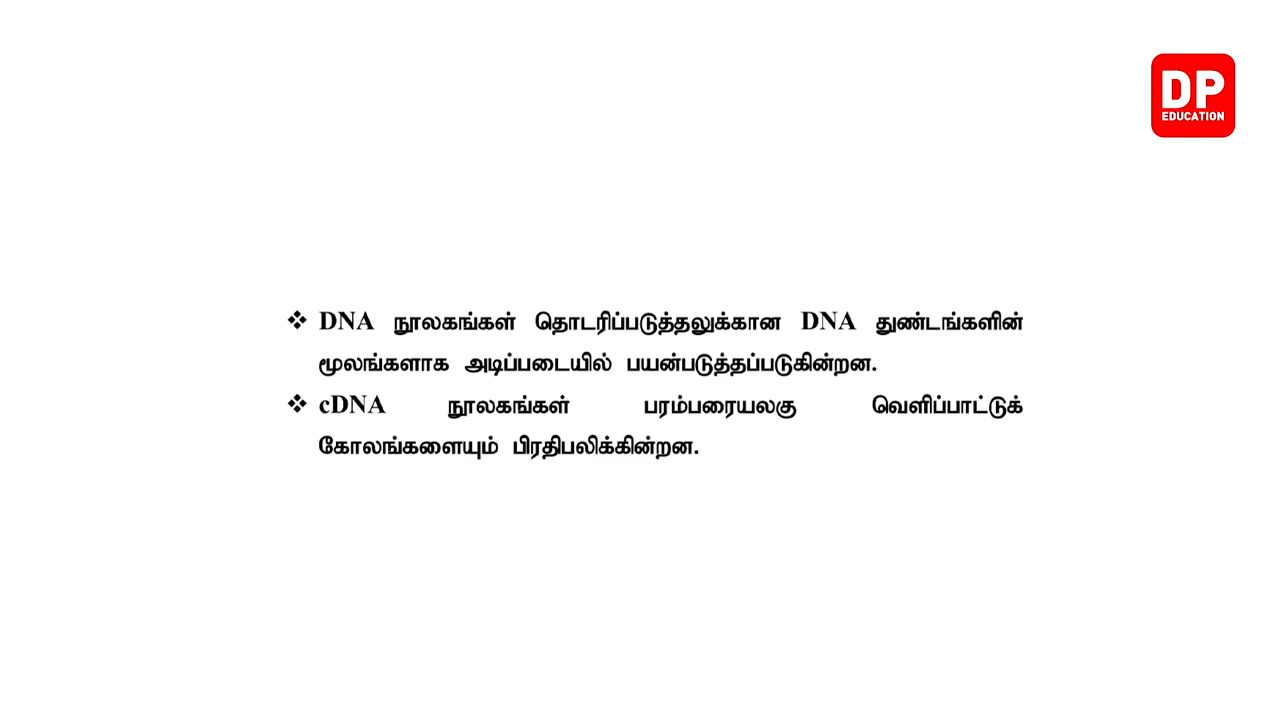 DP
EDUCATION
❖ DNA நூலகங்கள் தொடரிப்படுத்தலுக்கான DNA துண்டங்களின்
மூலங்களாக அடிப்படையில் பயன்படுத்தப்படுகின்றன.
❖ cDNA நூலகங்கள் பரம்பரையலகு வெளிப்பாட்டுக்
கோலங்களையும் பிரதிபலிக்கின்றன.